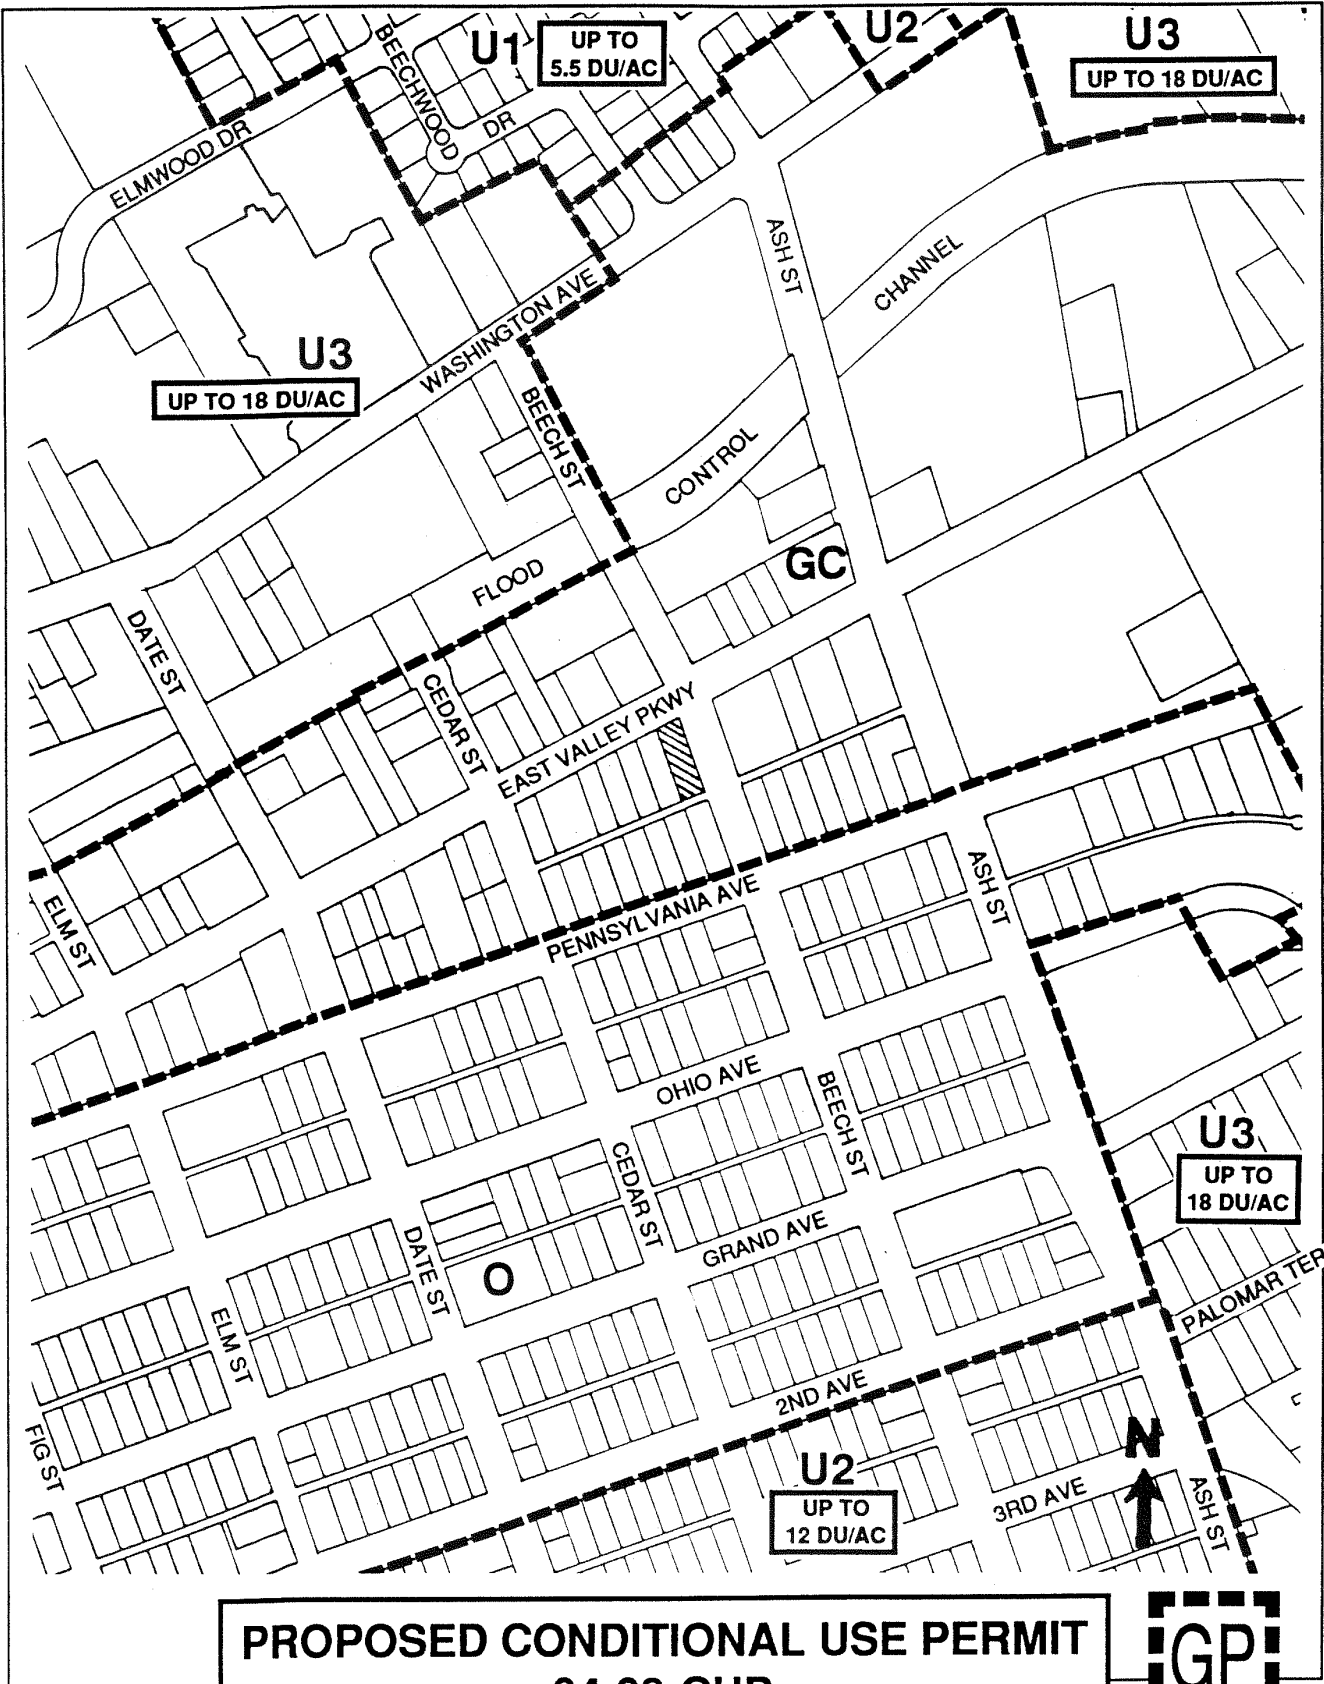 U1
UP TO
5.5 DU/AC
U2
U3
UP TO 18 DU/AC
BEECHWOOD
DR
ELMWOOD DR
ASH ST
CHANNEL
WASHINGTON AVE
U3
UP TO 18 DU/AC
BEECH ST
CONTROL
GC
FLOOD
DATE ST
CEDAR ST
EAST VALLEY PKWY
ELM ST
ASH ST
PENNSYLVANIA AVE
OHIO AVE
BEECH ST
U3
UP TO
18 DU/AC
CEDAR ST
GRAND AVE
DATE ST
O
PALOMAR TER
ELM ST
2ND AVE
FIG ST
N
U2
UP TO
12 DU/AC
3RD AVE
ASH ST
PROPOSED CONDITIONAL USE PERMIT
GP